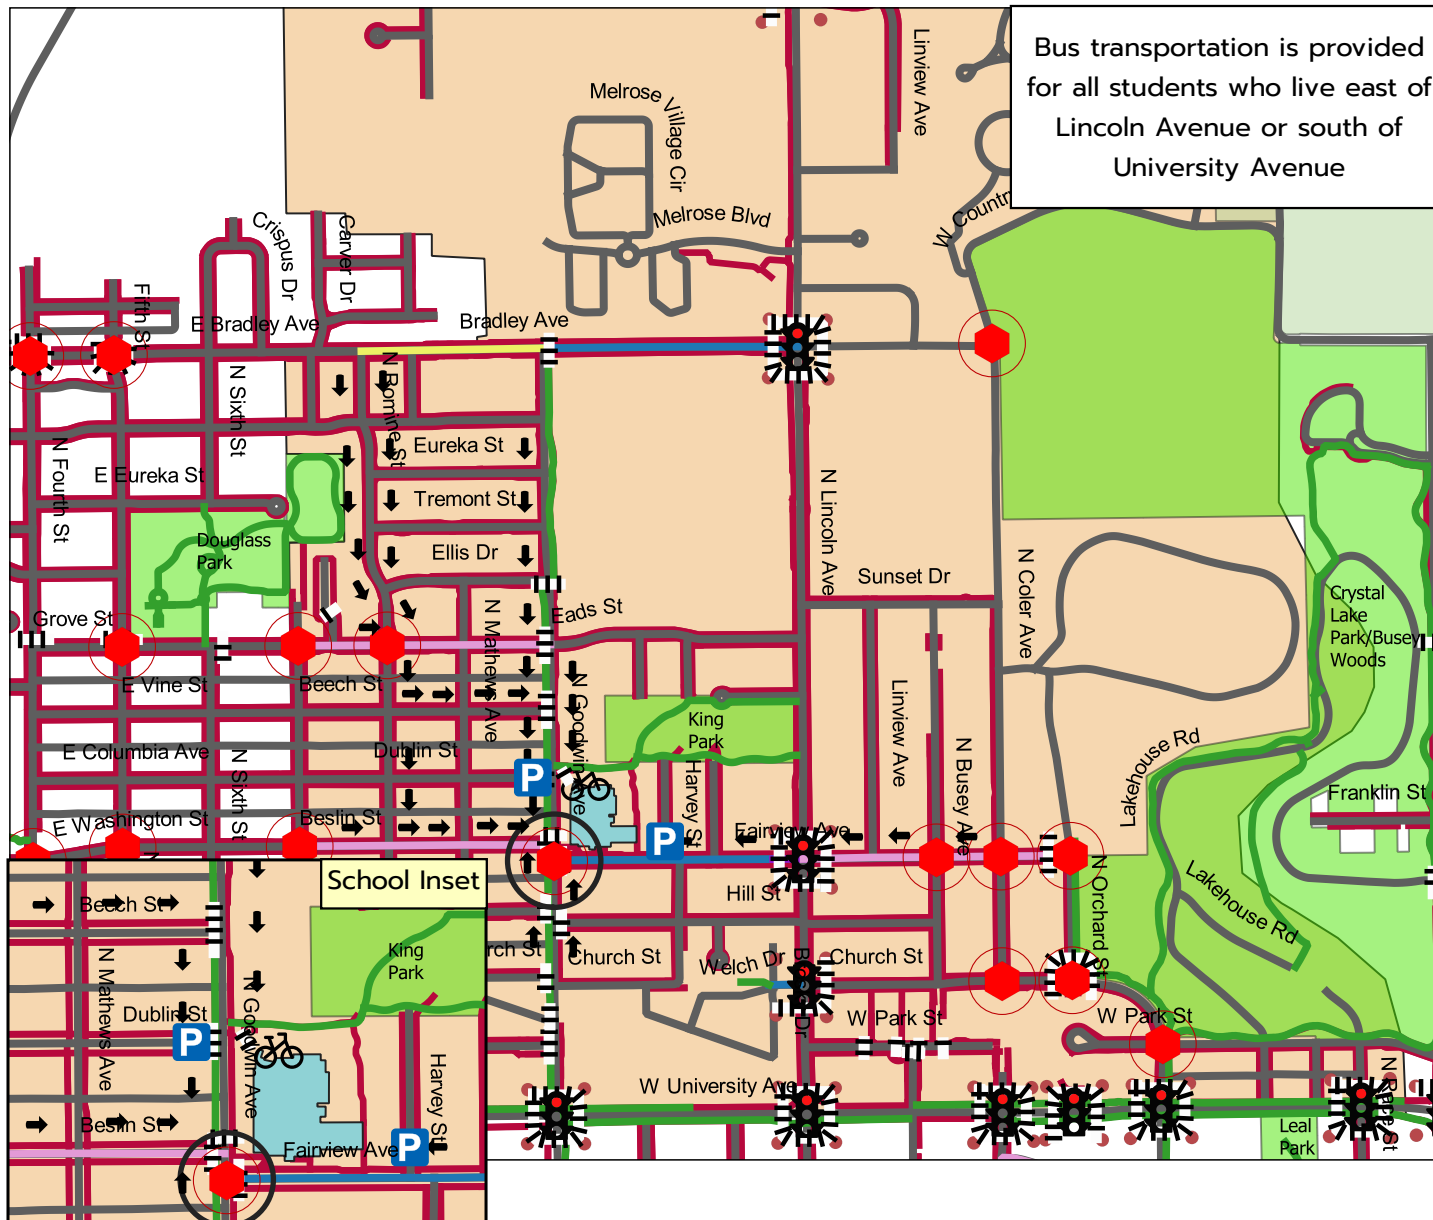 Bus transportation is provided
for all students who live east of
Lincoln Avenue or south of
University Avenue
Linview Ave
Melrose Village Cir
Melrose Blvd
W Countr
Crispus Dr
Carver Dr
Fifth St
E Bradley Ave
Bradley Ave
N Romine St
N Sixth St
N Fourth St
Eureka St
E Eureka St
Tremont St
N Lincoln Ave
Douglass
Park
Ellis Dr
Sunset Dr
N Coler Ave
Crystal
Lake
Park/Busey
Woods
Grove St
Eads St
N Mathews Ave
E Vine St
Beech St
N Goodwin Ave
Linview Ave
King
Park
E Columbia Ave
Dublin St
N Sixth St
N Busey Ave
Lakehouse Rd
P
Harvey St
Franklin St
E Washington St
Beslin St
P
Fairview Ave
School Inset
Hill St
N Orchard St
Lakehouse Rd
Beech St
King
Park
rch St
Church St
Welch Dr
Church St
N Mathews Ave
N Goodwin Ave
Dublin St
P
W Park St
W Park St
Harvey St
W University Ave
N Race St
Beslin St
Fairview Ave
P
Leal
Park